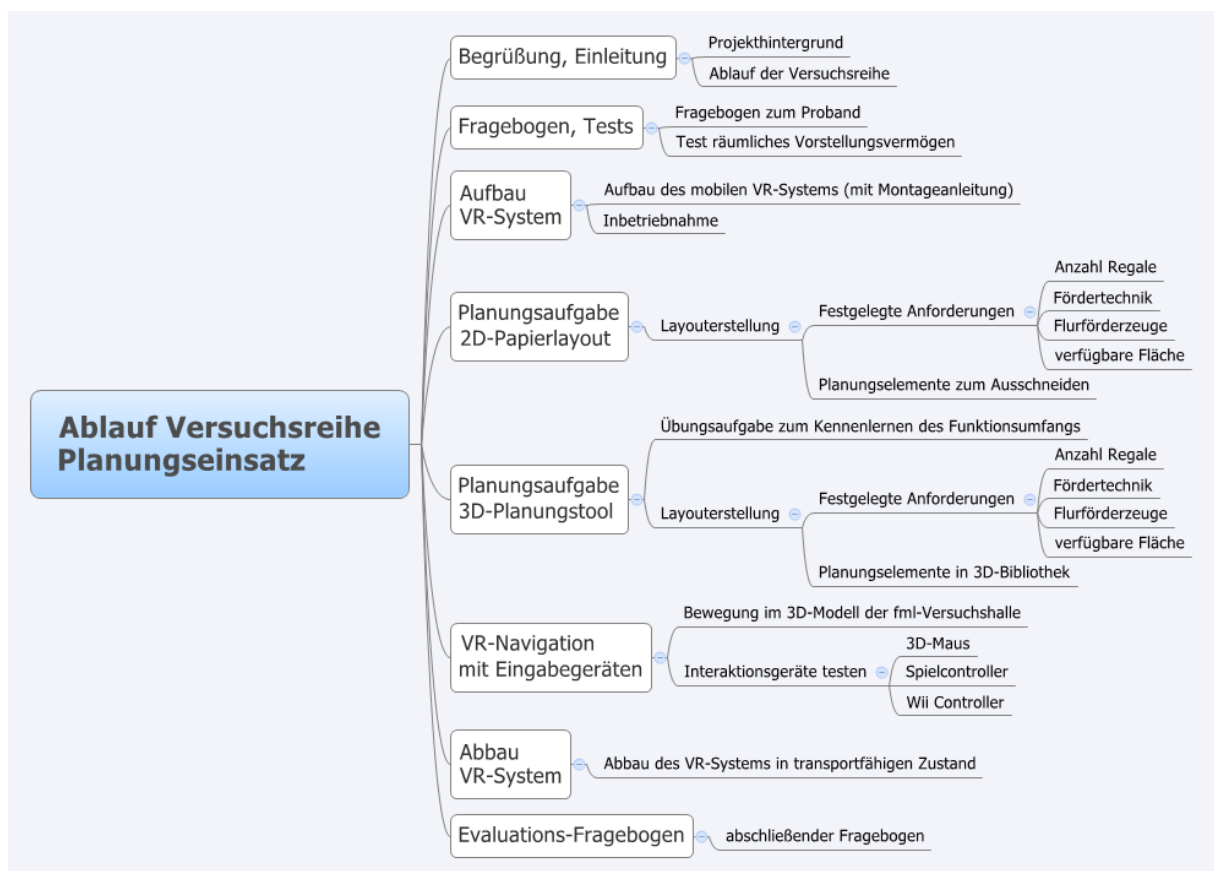 Ablauf Versuchsreihe
Planungseinsatz
Begrüßung, Einleitung
Projekthintergrund
Ablauf der Versuchsreihe
Fragebogen, Tests
Fragebogen zum Proband
Test räumliches Vorstellungsvermögen
Aufbau
VR-System
Aufbau des mobilen VR-Systems (mit Montageanleitung)
Inbetriebnahme
Planungsaufgabe
2D-Papierlayout
Layouterstellung
Festgelegte Anforderungen
Anzahl Regale
Fördertechnik
Flurförderzeuge
verfügbare Fläche
Planungselemente zum Ausschneiden
Planungsaufgabe
3D-Planungstool
Übungsaufgabe zum Kennenlernen des Funktionsumfangs
Layouterstellung
Festgelegte Anforderungen
Anzahl Regale
Fördertechnik
Flurförderzeuge
verfügbare Fläche
Planungselemente in 3D-Bibliothek
VR-Navigation
mit Eingabegeräten
Bewegung im 3D-Modell der fml-Versuchshalle
Interaktionsgeräte testen
3D-Maus
Spielcontroller
Wii Controller
Abbau
VR-System
Abbau des VR-Systems in transportfähigen Zustand
Evaluations-Fragebogen
abschließender Fragebogen